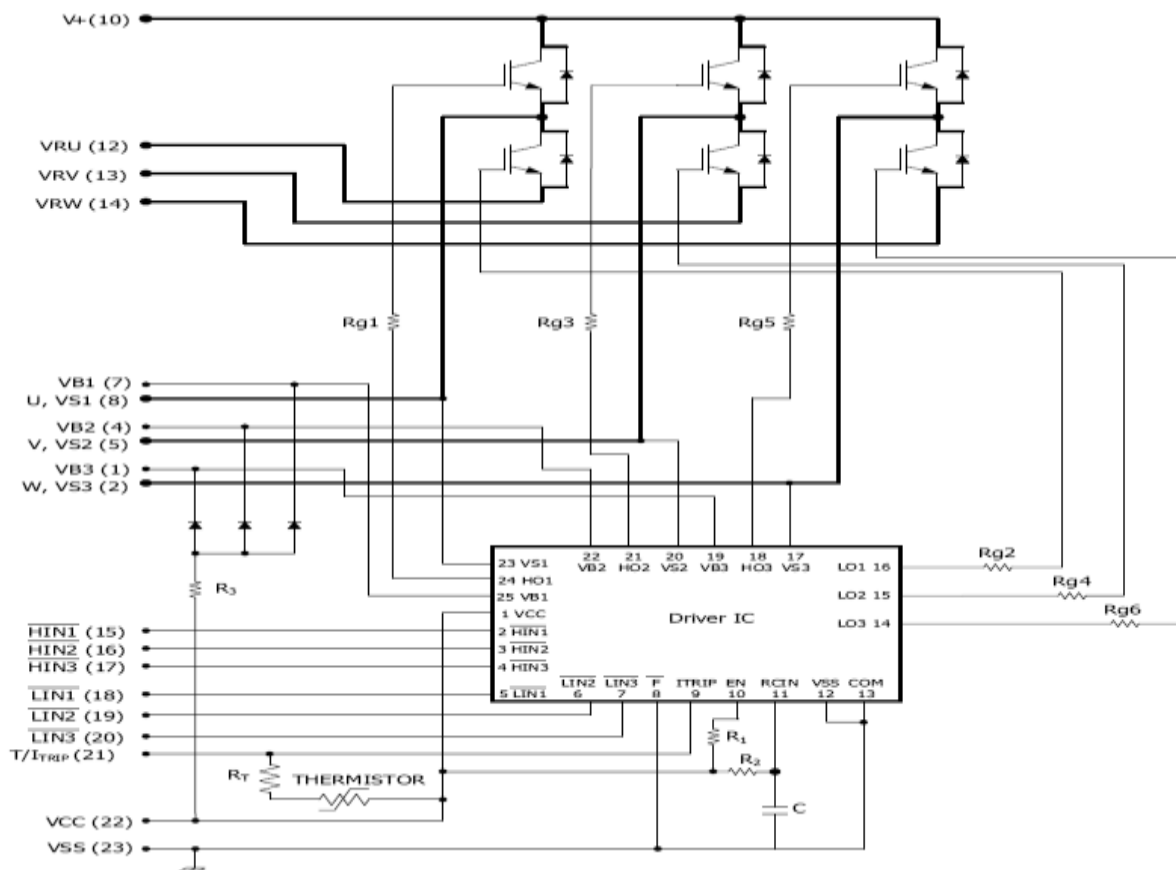 V+(10)
VRU (12)
VRV (13)
VRW (14)
Rg1
Rg3
Rg5
VB1 (7)
U, VS1 (8)
VB2 (4)
V, VS2 (5)
VB3 (1)
W, VS3 (2)
R3
22 21 20 19 18 17
VB2 HO2 VS2 VB3 HO3 VS3
23 VS1
24 HO1
25 VB1
1 VCC
2 HIN1
3 HIN2
4 HIN3
5 LIN1
Driver IC
LO1 16
LO2 15
LO3 14
Rg2
Rg4
Rg6
LIN2 LIN3 F ITRIP EN RCIN VSS COM
6 7 8 9 10 11 12 13
HIN1 (15)
HIN2 (16)
HIN3 (17)
LIN1 (18)
LIN2 (19)
LIN3 (20)
T/ITRIP (21)
R1
R2
RT
THERMISTOR
C
VCC (22)
VSS (23)